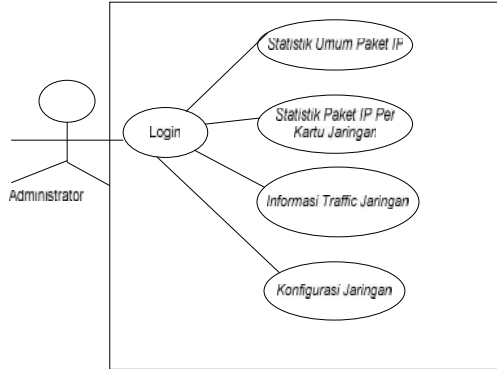 Statistik Umum Paket IP
Statistik Paket IP Per
Kartu Jaringan
Login
Administrator
Informasi Traffic Jaringan
Konfigurasi Jaringan